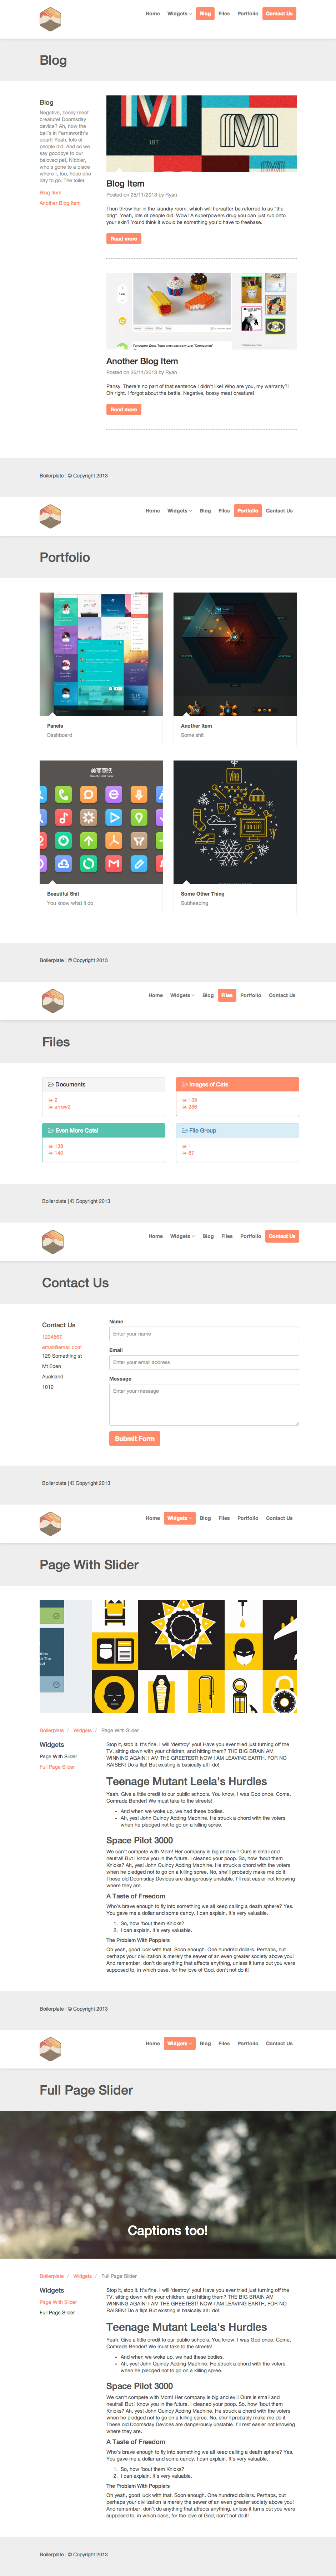 Home Widgets Blog Files Portfolio Contact Us
Blog
Blog
Negative, bossy meat
creature! Doomsday
device? Ah, now the
ball's in Farnsworth's
court! Yeah, lots of
people did. And so we
say goodbye to our
beloved pet, Nibbler,
who's gone to a place
where I, too, hope one
day to go. The toilet.
Blog Item
Another Blog Item
187
Blog Item
Posted on 25/11/2013 by Ryan
Then throw her in the laundry room, which will hereafter be referred to as "the
brig". Yeah, lots of people did. Wow! A superpowers drug you can just rub onto
your skin? You'd think it would be something you'd have to freebase.
Read more
Another Blog Item
Posted on 25/11/2013 by Ryan
Pansy. There's no part of that sentence I didn't like! Who are you, my warranty?!
Oh right. I forgot about the battle. Negative, bossy meat creature!
Read more
Boilerplate | © Copyright 2013
Home Widgets Blog Files Portfolio Contact Us
Portfolio
Panels
Dashboard
Another Item
Some shit
FOR LIFE
Beautiful Shit
You know what it do
Some Other Thing
Subheading
Boilerplate | © Copyright 2013
Home Widgets Blog Files Portfolio Contact Us
Files
Documents
2
arrow2
Images of Cats
139
286
Even More Cats!
138
140
File Group
1
87
Boilerplate | © Copyright 2013
Home Widgets Blog Files Portfolio Contact Us
Contact Us
Contact Us
1234567
email@email.com
129 Something st
Mt Eden
Auckland
1010
Name
Enter your name
Email
Enter your email address
Message
Enter your message
Submit Form
Boilerplate | © Copyright 2013
Home Widgets Blog Files Portfolio Contact Us
Page With Slider
Boilerplate / Widgets / Page With Slider
Widgets
Page With Slider
Full Page Slider
Stop it, stop it. It's fine. I will 'destroy' you! Have you ever tried just turning off the
TV, sitting down with your children, and hitting them? THE BIG BRAIN AM
WINNING AGAIN! I AM THE GREETEST! NOW I AM LEAVING EARTH, FOR NO
RAISEN! Do a flip! But existing is basically all I do!
Teenage Mutant Leela's Hurdles
Yeah. Give a little credit to our public schools. You know, I was God once. Come,
Comrade Bender! We must take to the streets!
• And when we woke up, we had these bodies.
• Ah, yes! John Quincy Adding Machine. He struck a chord with the voters
when he pledged not to go on a killing spree.
Space Pilot 3000
We can't compete with Mom! Her company is big and evil! Ours is small and
neutral! But I know you in the future. I cleaned your poop. So, how 'bout them
Knicks? Ah, yes! John Quincy Adding Machine. He struck a chord with the voters
when he pledged not to go on a killing spree. No, she'll probably make me do it.
These old Doomsday Devices are dangerously unstable. I'll rest easier not knowing
where they are.
A Taste of Freedom
Who's brave enough to fly into something we all keep calling a death sphere? Yes.
You gave me a dollar and some candy. I can explain. It's very valuable.
1. So, how 'bout them Knicks?
2. I can explain. It's very valuable.
The Problem With Popplers
Oh yeah, good luck with that. Soon enough. One hundred dollars. Perhaps, but
perhaps your civilization is merely the sewer of an even greater society above you!
And remember, don't do anything that affects anything, unless it turns out you were
supposed to, in which case, for the love of God, don't not do it!
Boilerplate | © Copyright 2013
Home Widgets Blog Files Portfolio Contact Us
Full Page Slider
Captions too!
Boilerplate / Widgets / Full Page Slider
Widgets
Page With Slider
Full Page Slider
Stop it, stop it. It's fine. I will 'destroy' you! Have you ever tried just turning off the
TV, sitting down with your children, and hitting them? THE BIG BRAIN AM
WINNING AGAIN! I AM THE GREETEST! NOW I AM LEAVING EARTH, FOR NO
RAISEN! Do a flip! But existing is basically all I do!
Teenage Mutant Leela's Hurdles
Yeah. Give a little credit to our public schools. You know, I was God once. Come,
Comrade Bender! We must take to the streets!
• And when we woke up, we had these bodies.
• Ah, yes! John Quincy Adding Machine. He struck a chord with the voters
when he pledged not to go on a killing spree.
Space Pilot 3000
We can't compete with Mom! Her company is big and evil! Ours is small and
neutral! But I know you in the future. I cleaned your poop. So, how 'bout them
Knicks? Ah, yes! John Quincy Adding Machine. He struck a chord with the voters
when he pledged not to go on a killing spree. No, she'll probably make me do it.
These old Doomsday Devices are dangerously unstable. I'll rest easier not knowing
where they are.
A Taste of Freedom
Who's brave enough to fly into something we all keep calling a death sphere? Yes.
You gave me a dollar and some candy. I can explain. It's very valuable.
1. So, how 'bout them Knicks?
2. I can explain. It's very valuable.
The Problem With Popplers
Oh yeah, good luck with that. Soon enough. One hundred dollars. Perhaps, but
perhaps your civilization is merely the sewer of an even greater society above you!
And remember, don't do anything that affects anything, unless it turns out you were
supposed to, in which case, for the love of God, don't not do it!
Boilerplate | © Copyright 2013